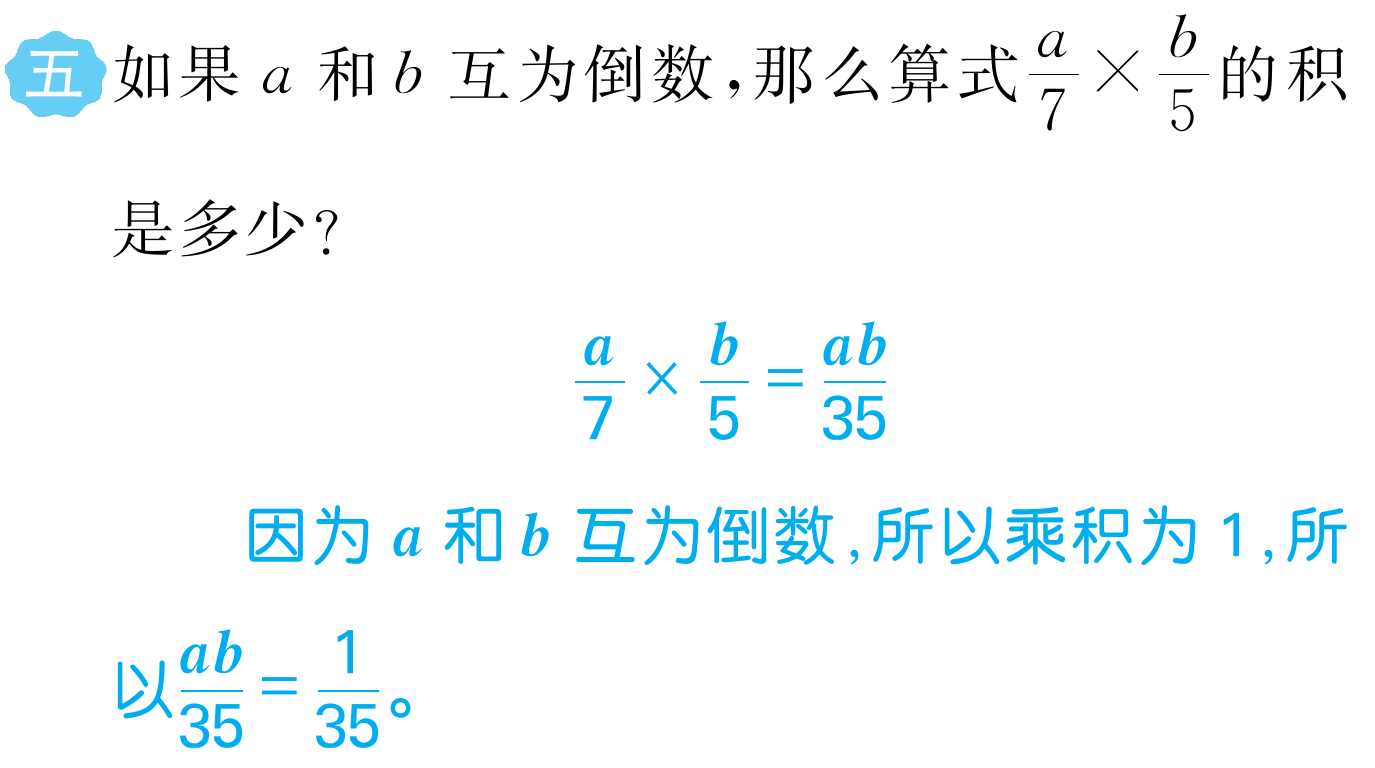 五 如果 a 和 b 互为倒数,那么算式 a/7 × b/5 的积
是多少?
a/7 × b/5 = ab/35
因为 a 和 b 互为倒数,所以乘积为 1,所
以 ab/35 = 1/35。